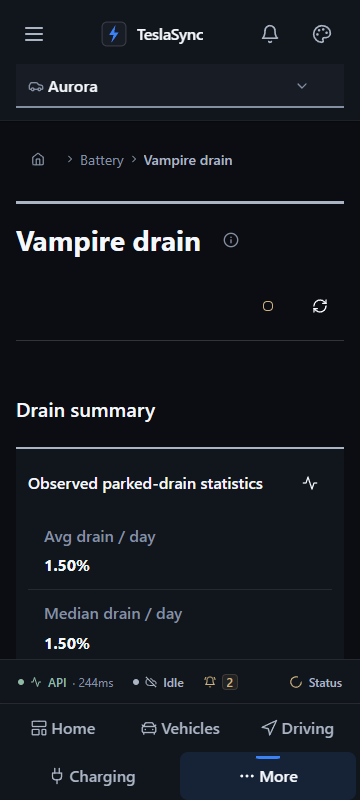 TeslaSync
Aurora
Battery Vampire drain
Vampire drain
Drain summary
Observed parked-drain statistics
Avg drain / day
1.50%
Median drain / day
1.50%
API · 244ms Idle 2 Status
Home Vehicles Driving
Charging More